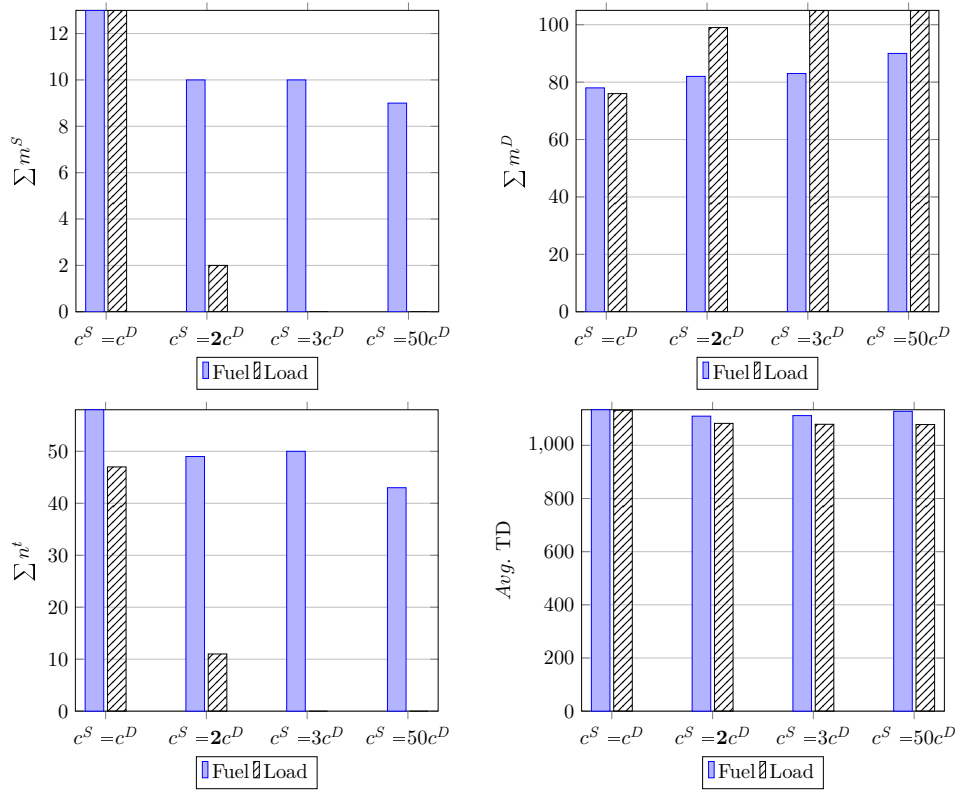 12
10
8
6
4
2
0
∑ m^S
c^S =c^D c^S =2c^D c^S =3c^D c^S =50c^D
Fuel Load
100
80
60
40
20
0
∑ m^D
c^S =c^D c^S =2c^D c^S =3c^D c^S =50c^D
Fuel Load
50
40
30
20
10
0
∑ n^t
c^S =c^D c^S =2c^D c^S =3c^D c^S =50c^D
Fuel Load
1,000
800
600
400
200
0
Avg. TD
c^S =c^D c^S =2c^D c^S =3c^D c^S =50c^D
Fuel Load